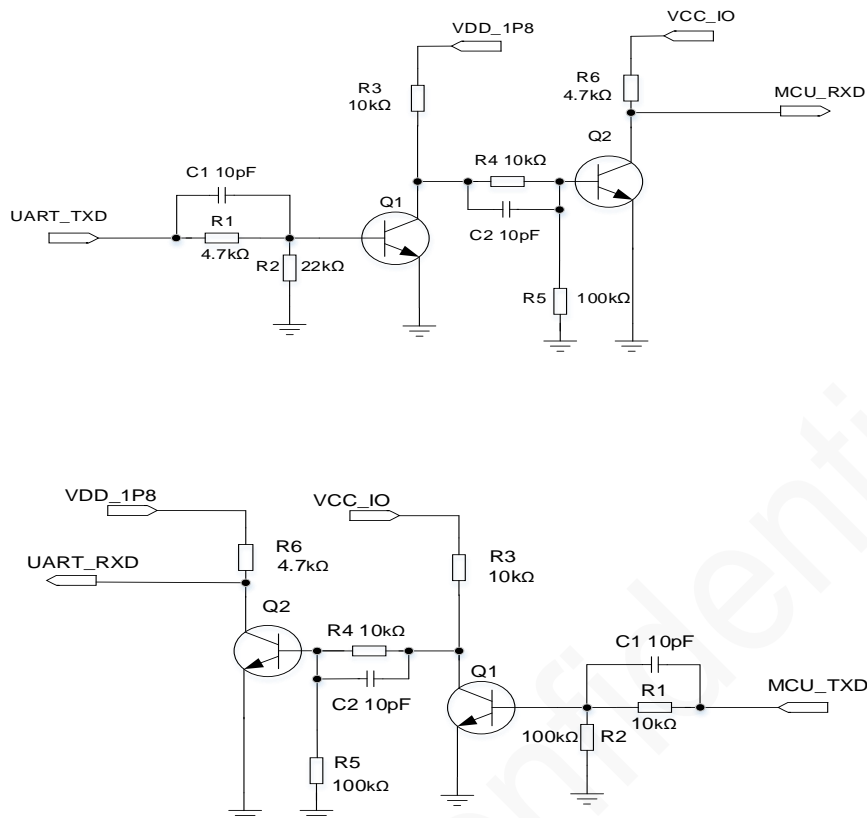 VDD_1P8
VCC_IO
R3
10kΩ
R6
4.7kΩ
MCU_RXD
Q2
C1 10pF
R4 10kΩ
UART_TXD
R1
4.7kΩ
Q1
C2 10pF
R2 22kΩ
R5 100kΩ
VDD_1P8
VCC_IO
R6
4.7kΩ
UART_RXD
R3
10kΩ
Q2
R4 10kΩ
C1 10pF
Q1
MCU_TXD
C2 10pF
R1
10kΩ
100kΩ R2
R5
100kΩ